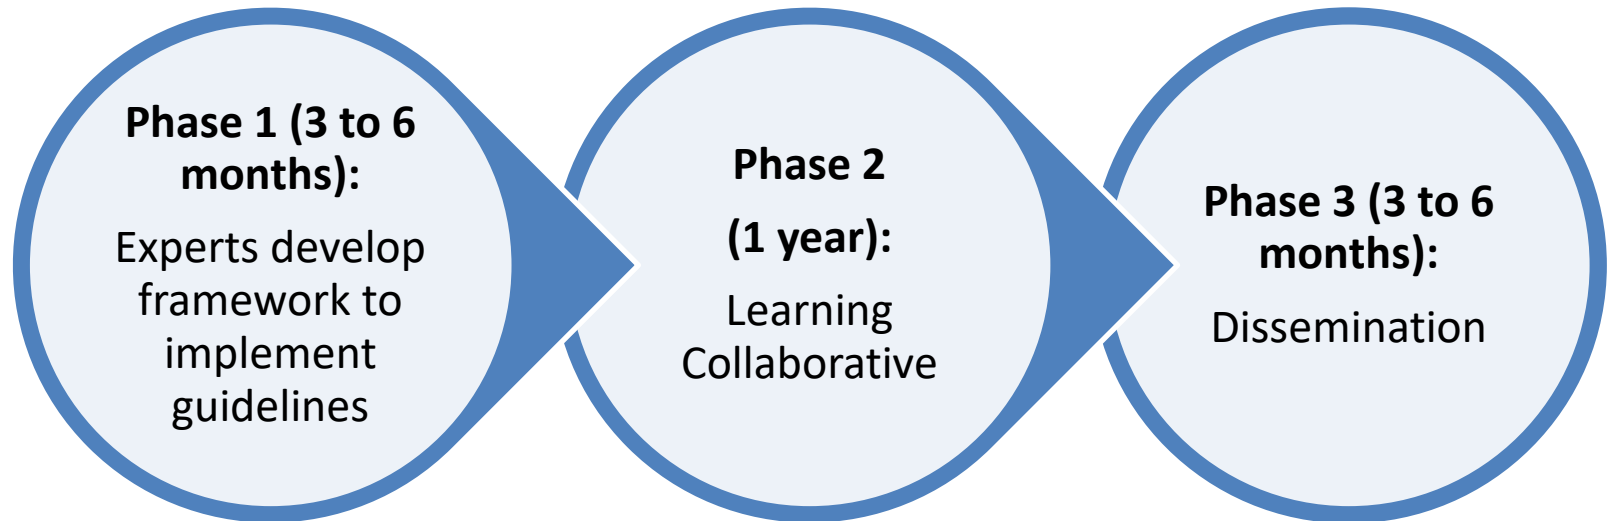 Phase 1 (3 to 6
months):
Experts develop
framework to
implement
guidelines
Phase 2
(1 year):
Learning
Collaborative
Phase 3 (3 to 6
months):
Dissemination